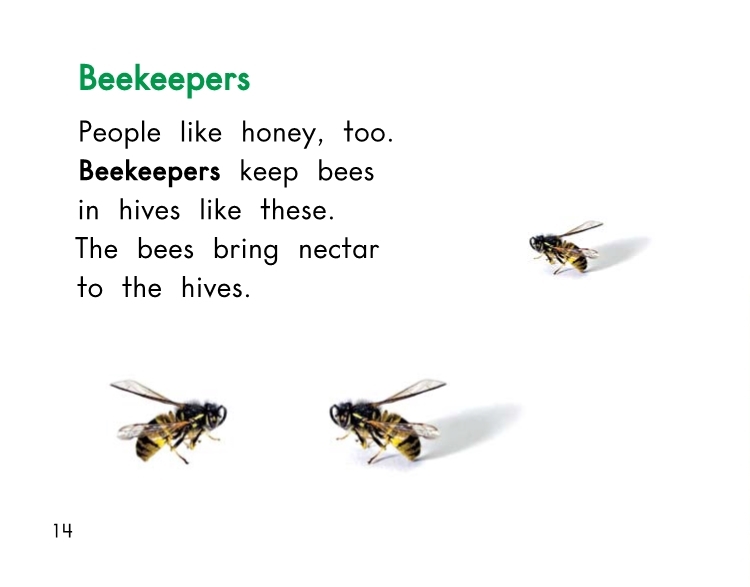 Beekeepers
People like honey, too.
Beekeepers keep bees
in hives like these.
The bees bring nectar
to the hives.
14